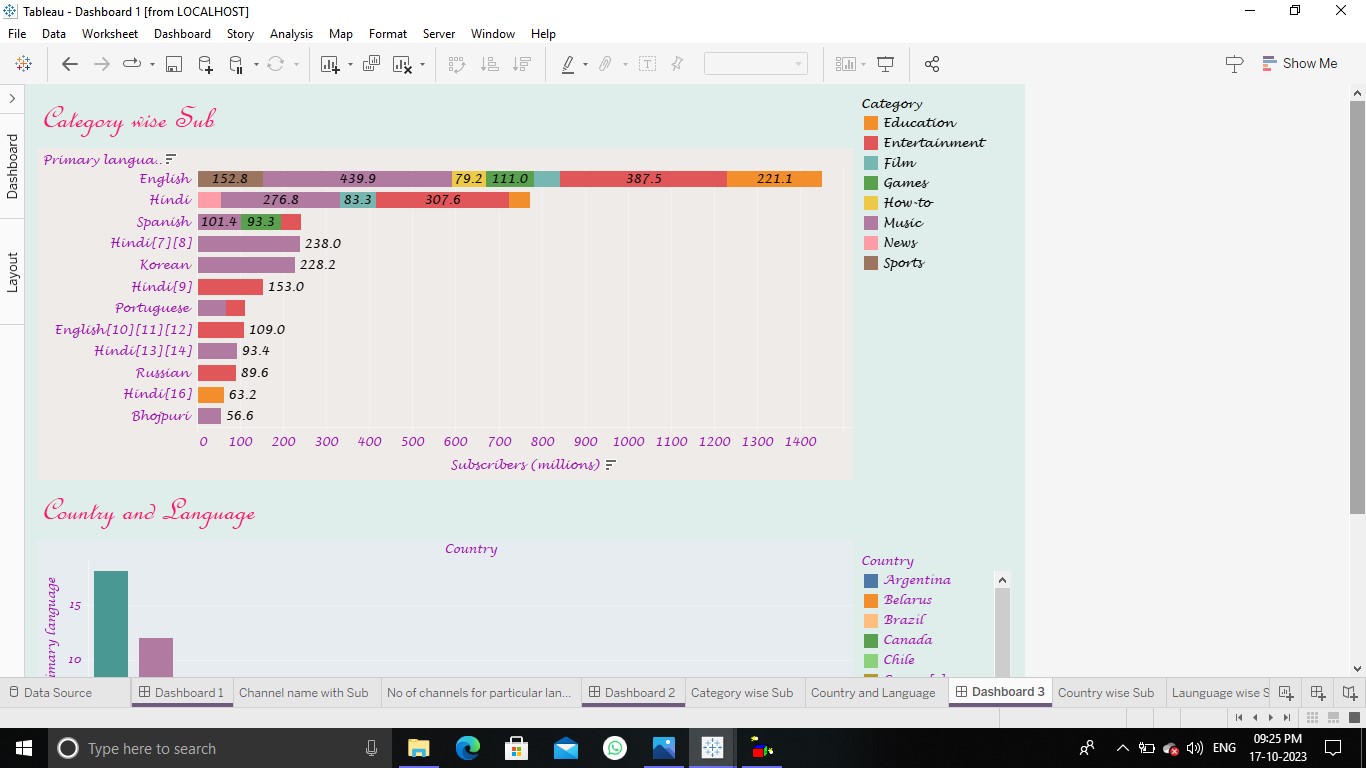 Tableau - Dashboard 1 [from LOCALHOST]
File Data Worksheet Dashboard Story Analysis Map Format Server Window Help
Show Me
Dashboard
Layout
Category wise Sub
Primary langua..
English 152.8 439.9 79.2 111.0 387.5 221.1
Hindi 276.8 83.3 307.6
Spanish 101.4 93.3
Hindi[7][8] 238.0
Korean 228.2
Hindi[9] 153.0
Portuguese
English[10][11][12] 109.0
Hindi[13][14] 93.4
Russian 89.6
Hindi[16] 63.2
Bhojpuri 56.6
0 100 200 300 400 500 600 700 800 900 1000 1100 1200 1300 1400
Subscribers (millions)
Category
Education
Entertainment
Film
Games
How-to
Music
News
Sports
Country and Language
Country
15
10
language
Country
Argentina
Belarus
Brazil
Canada
Chile
Data Source Dashboard 1 Channel name with Sub No of channels for particular lan... Dashboard 2 Category wise Sub Country and Language Dashboard 3 Country wise Sub Launguage wise S
Type here to search
ENG
09:25 PM
17-10-2023